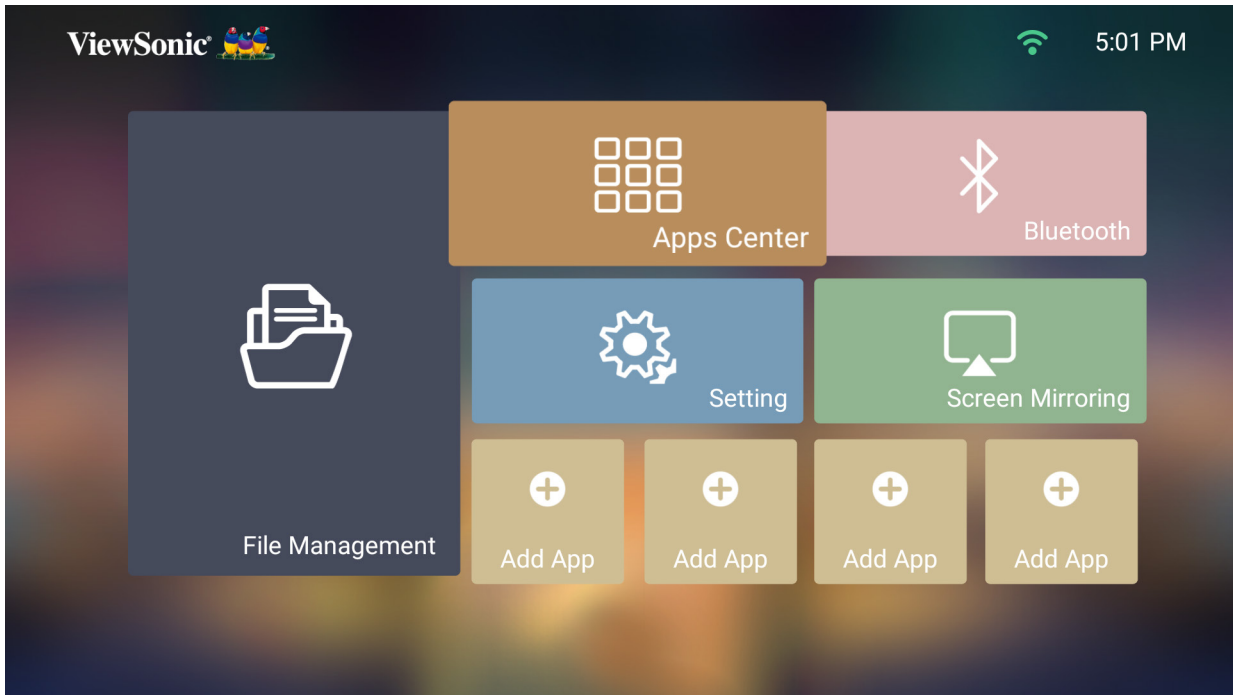 ViewSonic®
5:01 PM
Apps Center
Bluetooth
Setting
Screen Mirroring
File Management
Add App
Add App
Add App
Add App